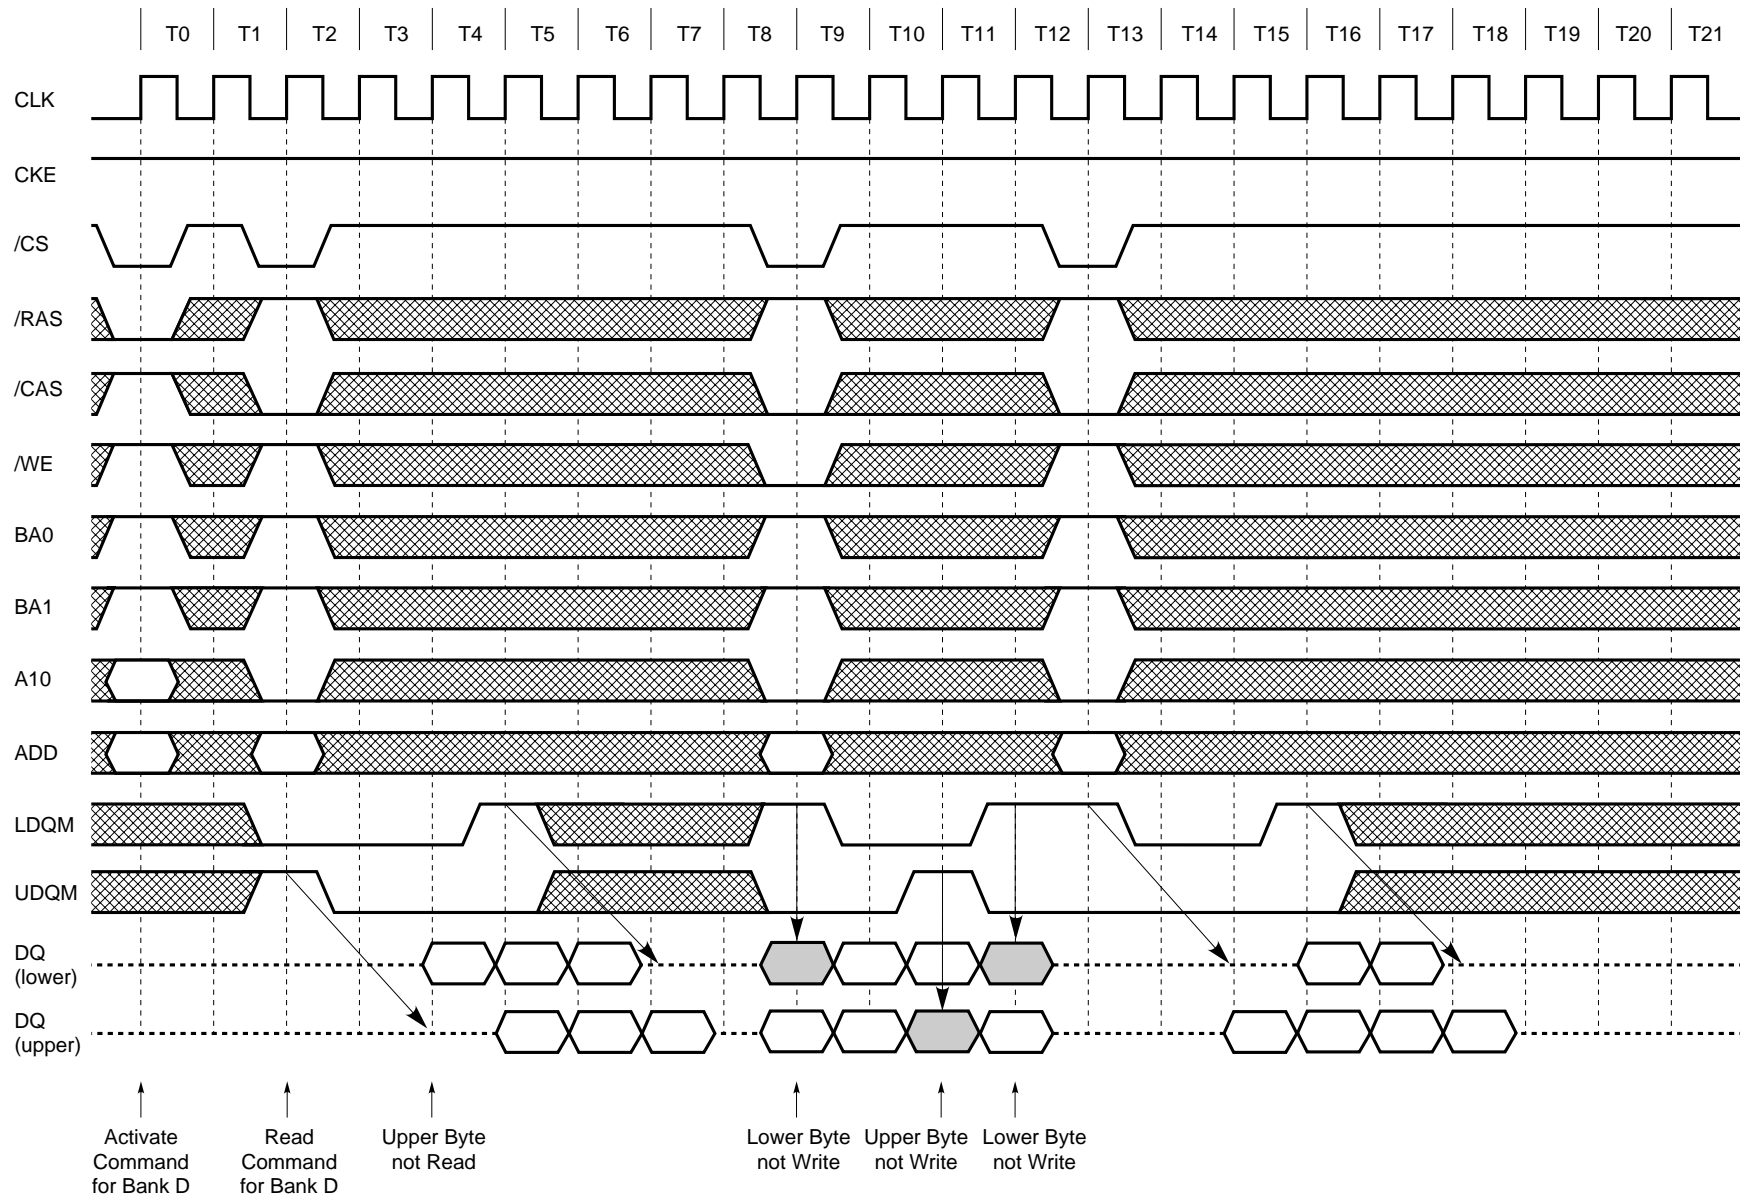 T0 T1 T2 T3 T4 T5 T6 T7 T8 T9 T10 T11 T12 T13 T14 T15 T16 T17 T18 T19 T20 T21
CLK
CKE
/CS
/RAS
/CAS
/WE
BA0
BA1
A10
ADD
LDQM
UDQM
DQ
(lower)
DQ
(upper)
Activate
Command
for Bank D
Read
Command
for Bank D
Upper Byte
not Read
Lower Byte
not Write
Upper Byte
not Write
Lower Byte
not Write